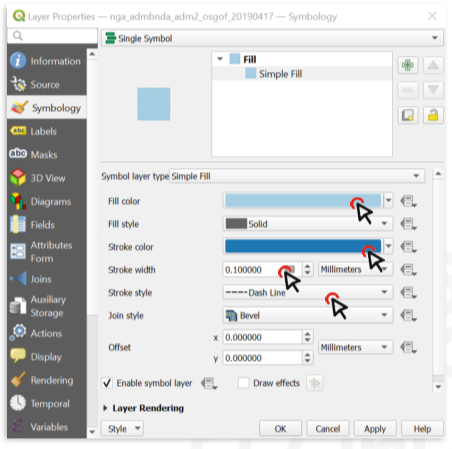 Layer Properties — nga_admbnda_adm2_osgof_20190417 — Symbology
Single Symbol
Information
Source
Symbology
abc Labels
abc Masks
3D View
Diagrams
Fields
Attributes
Form
Joins
Auxiliary
Storage
Actions
Display
Rendering
Temporal
Variables
Fill
Simple Fill
Symbol layer type Simple Fill
Fill color
Fill style Solid
Stroke color
Stroke width 0.100000 Millimeters
Stroke style Dash Line
Join style Bevel
Offset x 0.000000 Millimeters
y 0.000000
Enable symbol layer Draw effects
Layer Rendering
Style OK Cancel Apply Help